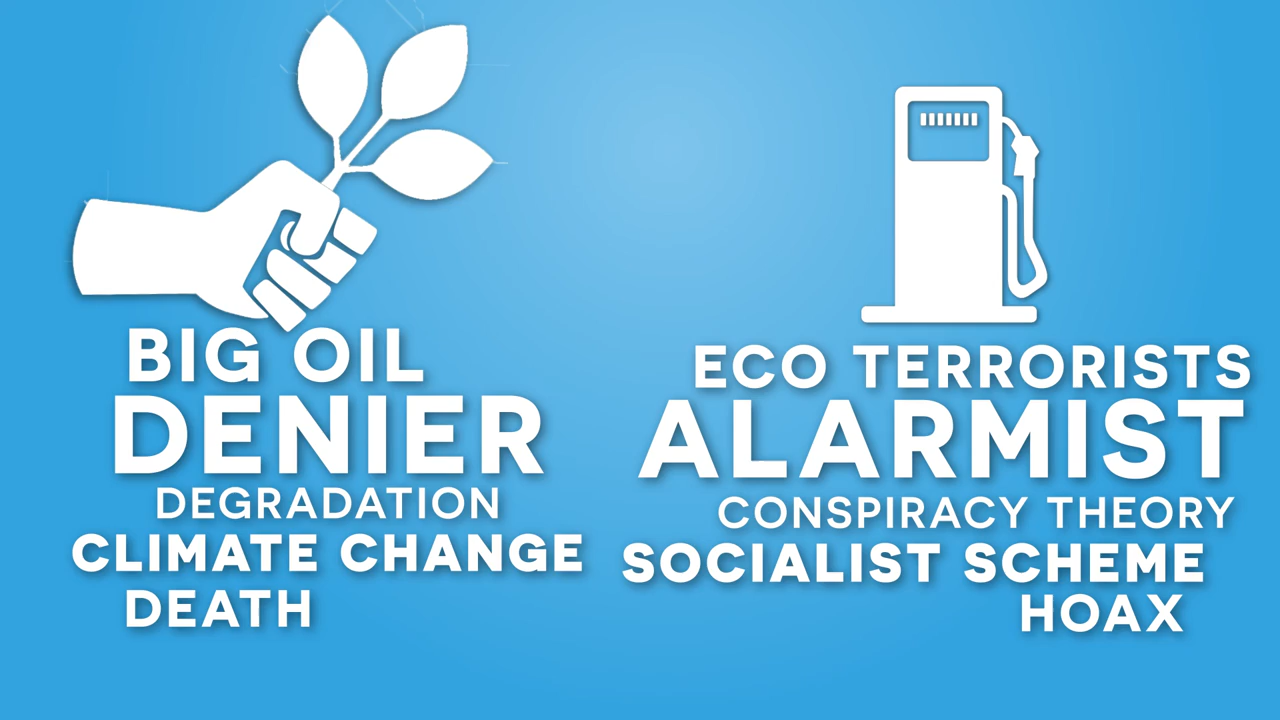 BIG OIL
DENIER
DEGRADATION
CLIMATE CHANGE
DEATH
ECO TERRORISTS
ALARMIST
CONSPIRACY THEORY
SOCIALIST SCHEME
HOAX